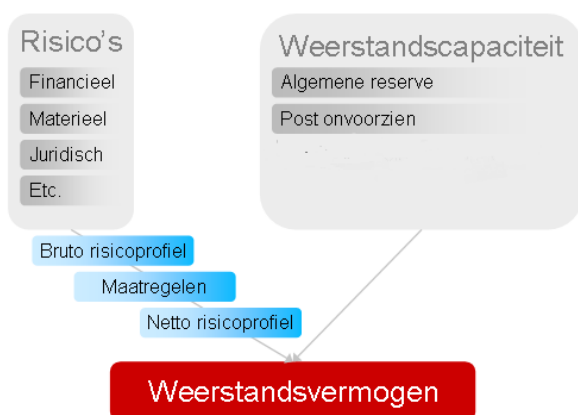 Risico's
Financieel
Materieel
Juridisch
Etc.
Weerstandscapaciteit
Algemene reserve
Post onvoorzien
Bruto risicoprofiel
Maatregelen
Netto risicoprofiel
Weerstandsvermogen